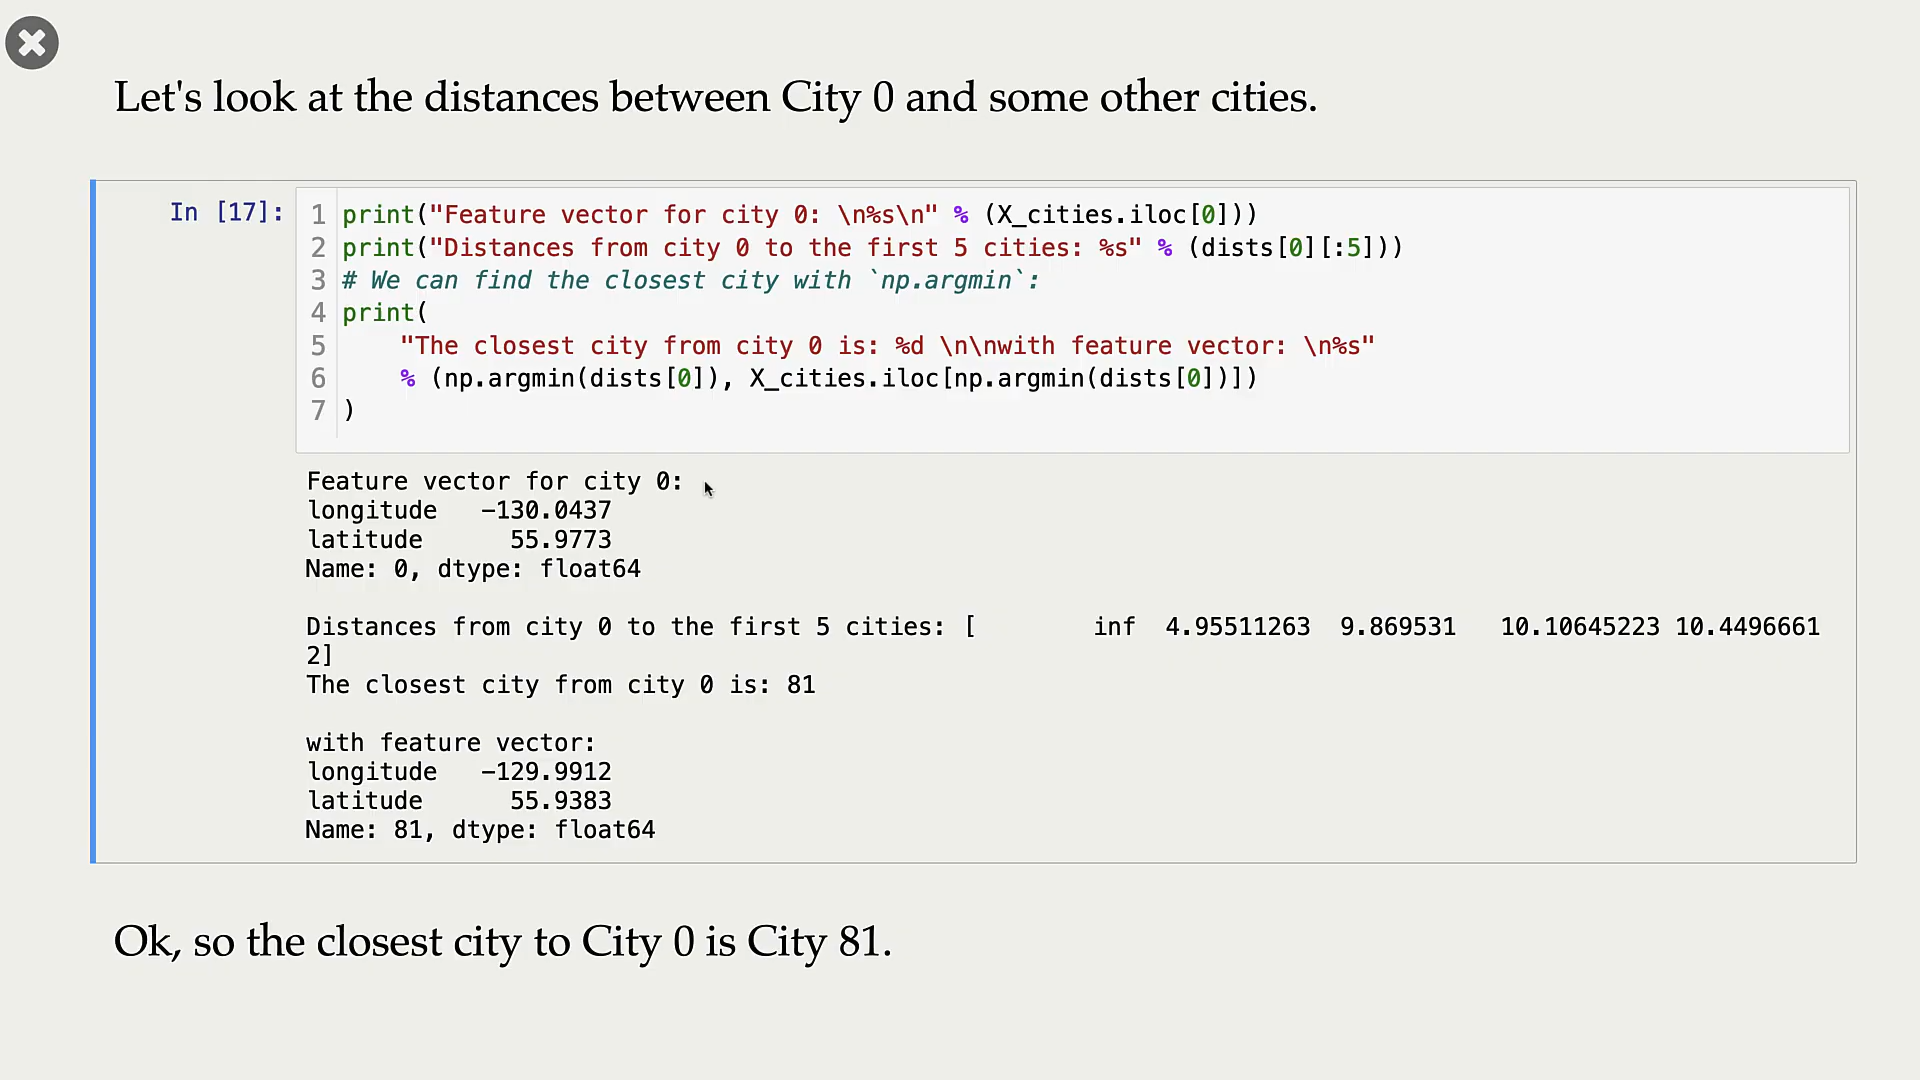 Let's look at the distances between City 0 and some other cities.
In [17]:
1 print("Feature vector for city 0: \n%s\n" % (X_cities.iloc[0]))
2 print("Distances from city 0 to the first 5 cities: %s" % (dists[0][:5]))
3 # We can find the closest city with `np.argmin`:
4 print(
5     "The closest city from city 0 is: %d \n\nwith feature vector: \n%s"
6     % (np.argmin(dists[0]), X_cities.iloc[np.argmin(dists[0])])
7 )
Feature vector for city 0:
longitude   -130.0437
latitude      55.9773
Name: 0, dtype: float64
Distances from city 0 to the first 5 cities: [        inf  4.95511263  9.869531   10.10645223 10.4496661
2]
The closest city from city 0 is: 81
with feature vector:
longitude   -129.9912
latitude      55.9383
Name: 81, dtype: float64
Ok, so the closest city to City 0 is City 81.